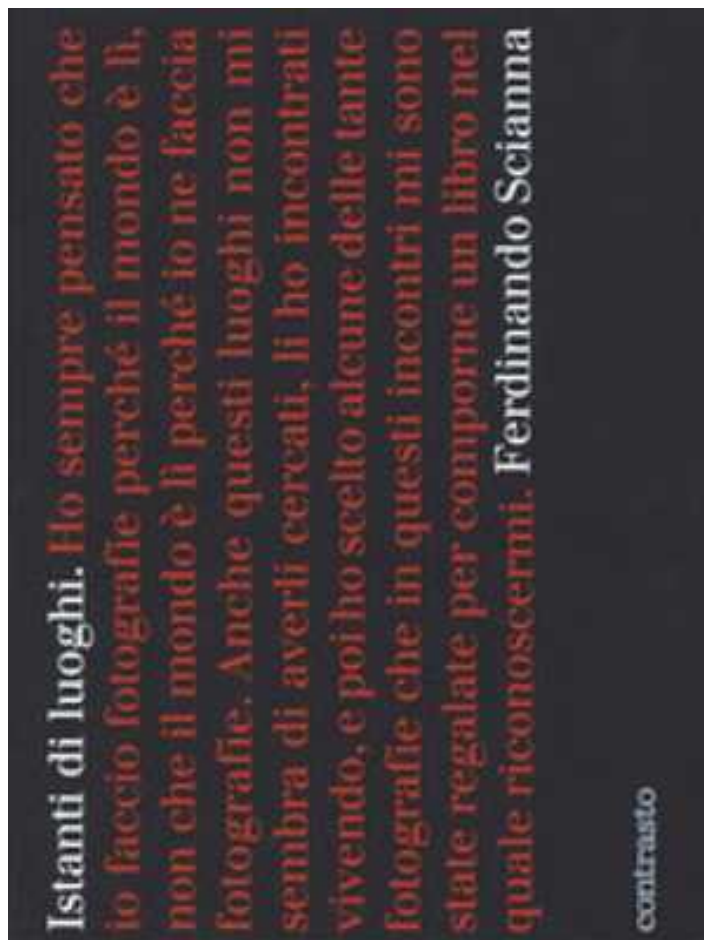 Istanti di luoghi. Ho sempre pensato che
io faccio fotografie perché il mondo è lì,
non che il mondo è lì perché io ne faccia
fotografie. Anche questi luoghi non mi
sembra di averli cercati, li ho incontrati
vivendo, e poi ho scelto alcune delle tante
fotografie che in questi incontri mi sono
state regalate per comporne un libro nel
quale riconoscermi. Ferdinando Scianna
contrasto